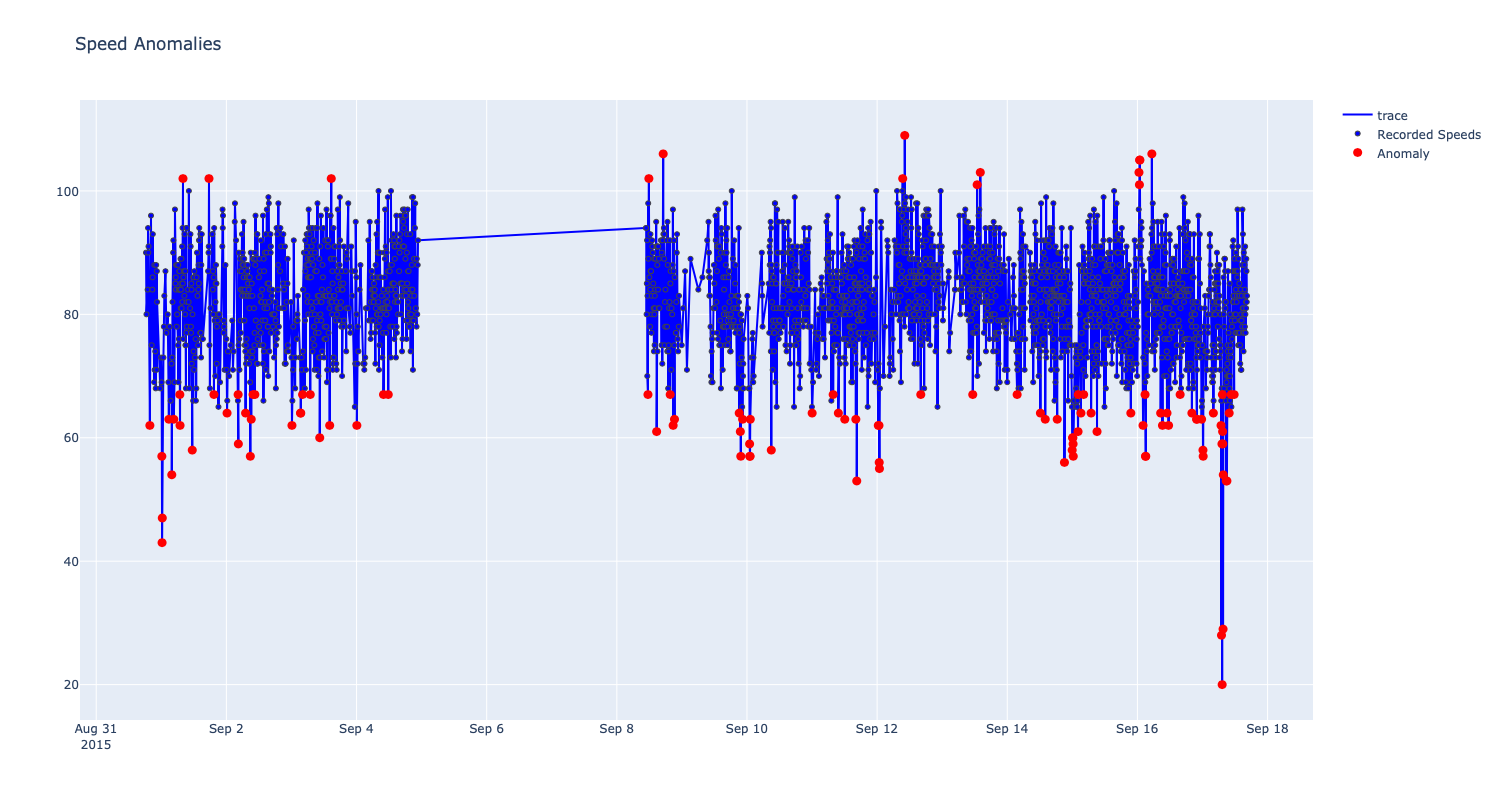 Speed Anomalies
trace
Recorded Speeds
Anomaly
100
80
60
40
20
Aug 31
2015
Sep 2
Sep 4
Sep 6
Sep 8
Sep 10
Sep 12
Sep 14
Sep 16
Sep 18